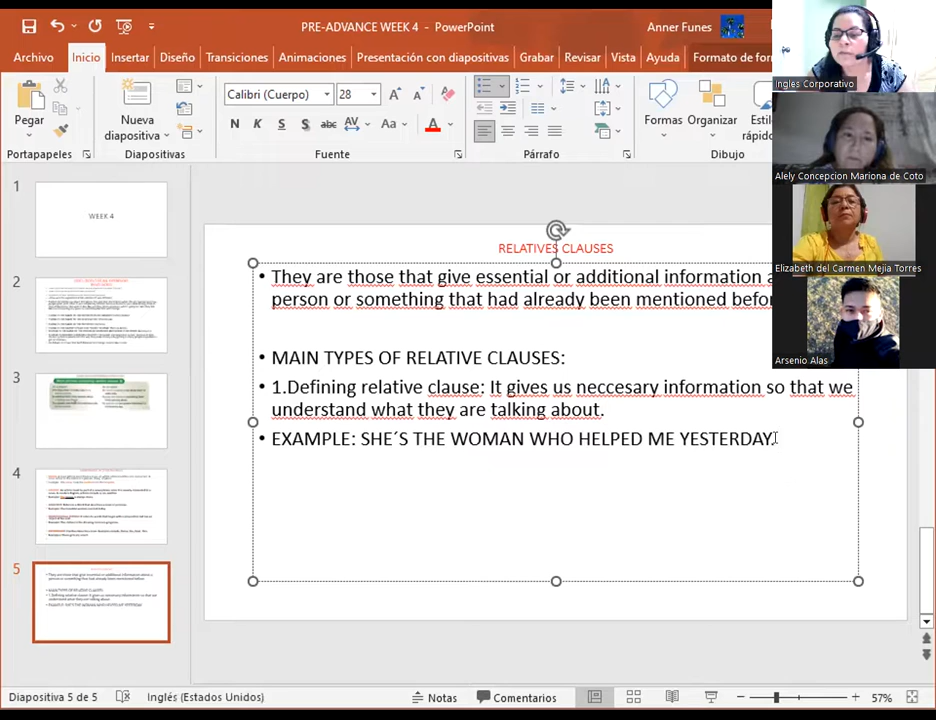 PRE-ADVANCE WEEK 4 - PowerPoint
Anner Funes
Archivo Inicio Insertar Diseño Transiciones Animaciones Presentación con diapositivas Grabar Revisar Vista Ayuda Formato de
Pegar
Nueva diapositiva
Calibri (Cuerpo) 28
N K S S abc AV Aa A
Formas Organizar
Portapapeles Diapositivas Fuente Párrafo Dibujo
Ingles Corporativo
Alely Concepcion Mariona de Coto
Elizabeth del Carmen Mejia Torres
Arsenio Alas
1
WEEK 4
2
3
4
5
RELATIVES CLAUSES
• They are those that give essential or additional information
person or something that had already been mentioned
• MAIN TYPES OF RELATIVE CLAUSES:
• 1.Defining relative clause: It gives us neccesary information so that we
understand what they are talking about.
• EXAMPLE: SHE´S THE WOMAN WHO HELPED ME YESTERDAY.
Diapositiva 5 de 5 Inglés (Estados Unidos) Notas Comentarios 57%